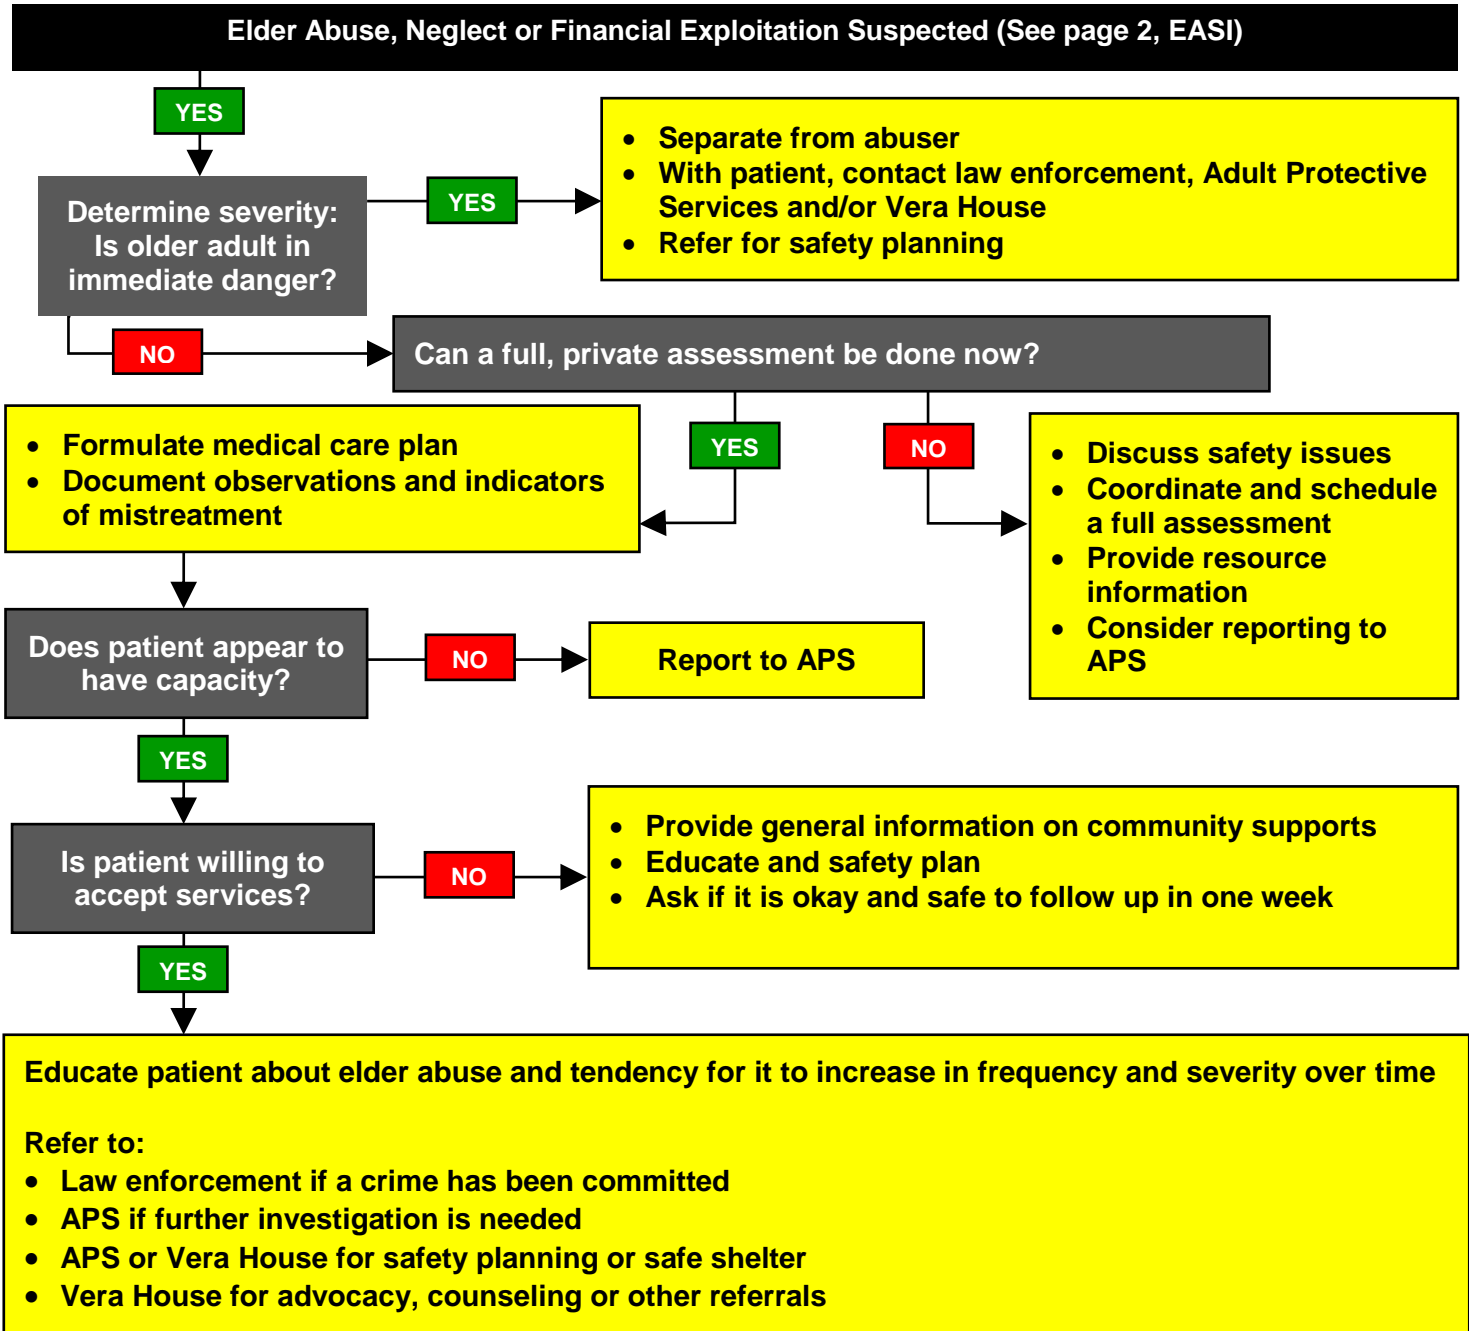 Elder Abuse, Neglect or Financial Exploitation Suspected (See page 2, EASI)
YES
Determine severity:
Is older adult in
immediate danger?
YES
• Separate from abuser
• With patient, contact law enforcement, Adult Protective
Services and/or Vera House
• Refer for safety planning
NO
Can a full, private assessment be done now?
YES
NO
• Formulate medical care plan
• Document observations and indicators
of mistreatment
• Discuss safety issues
• Coordinate and schedule
a full assessment
• Provide resource
information
• Consider reporting to
APS
Does patient appear to
have capacity?
NO
Report to APS
YES
Is patient willing to
accept services?
NO
• Provide general information on community supports
• Educate and safety plan
• Ask if it is okay and safe to follow up in one week
YES
Educate patient about elder abuse and tendency for it to increase in frequency and severity over time
Refer to:
• Law enforcement if a crime has been committed
• APS if further investigation is needed
• APS or Vera House for safety planning or safe shelter
• Vera House for advocacy, counseling or other referrals